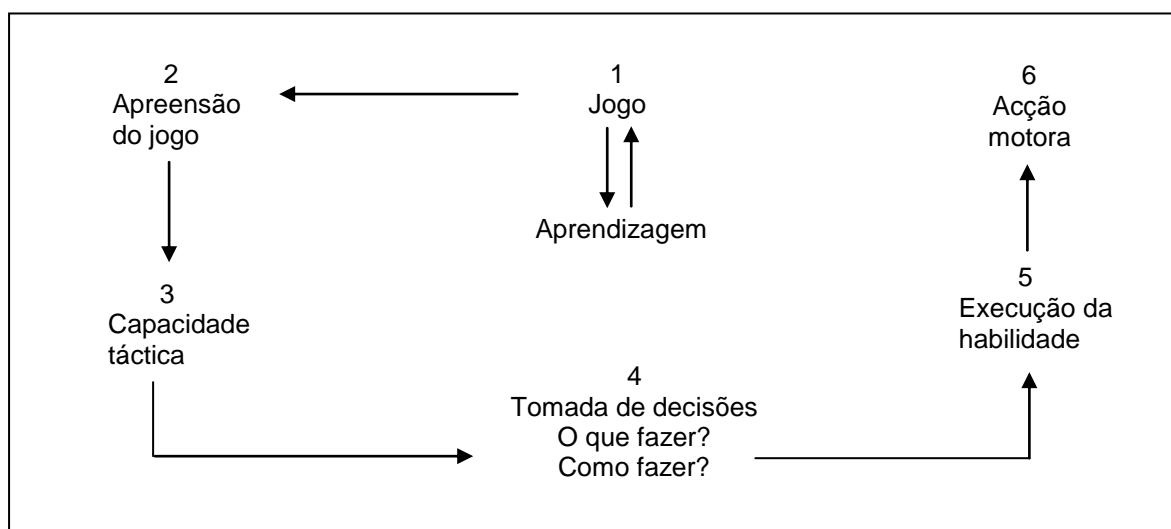 1
Jogo
Aprendizagem
2
Apreensão
do jogo
3
Capacidade
táctica
4
Tomada de decisões
O que fazer?
Como fazer?
5
Execução da
habilidade
6
Acção
motora